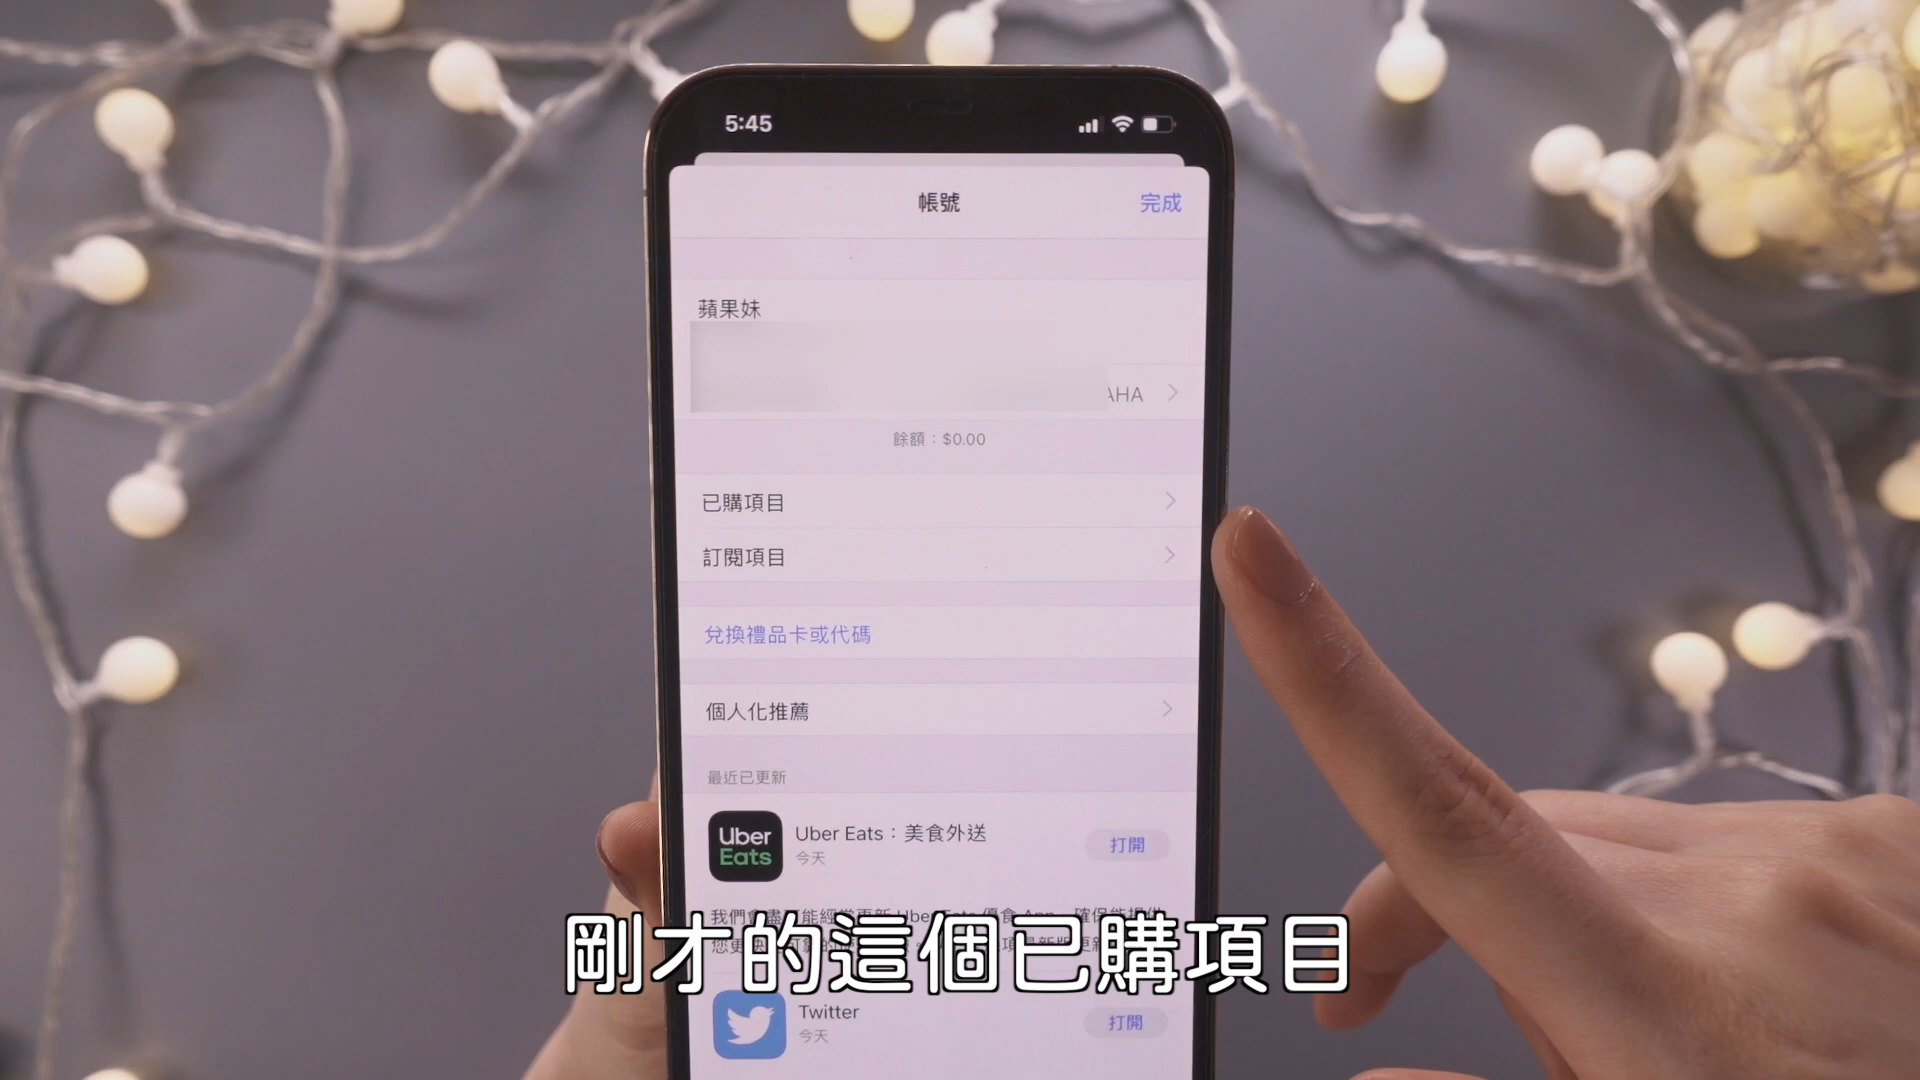 5:45
帳號
完成
蘋果妹
AHA
餘額：$0.00
已購項目
訂閱項目
兌換禮品卡或代碼
個人化推薦
最近已更新
Uber Eats
Uber Eats：美食外送
今天
打開
剛才的這個已購項目
Twitter
今天
打開